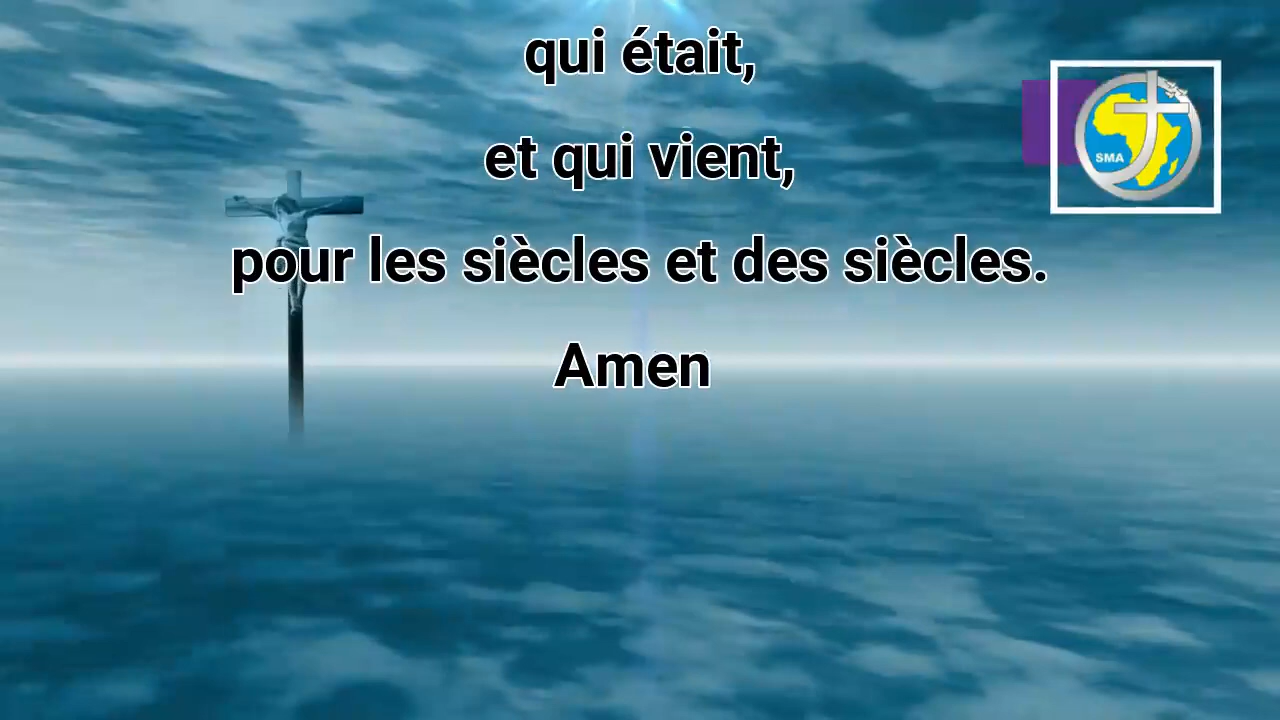 qui était,
et qui vient,
pour les siècles et des siècles.
Amen
SMA